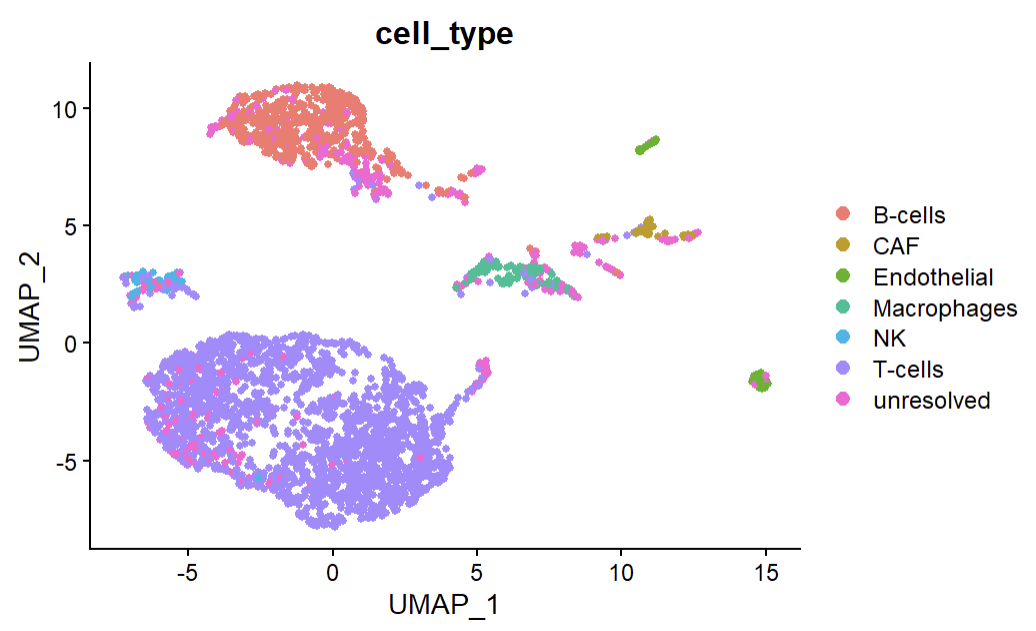 cell_type
10
5
0
-5
UMAP_2
-5
0
5
10
15
UMAP_1
B-cells
CAF
Endothelial
Macrophages
NK
T-cells
unresolved